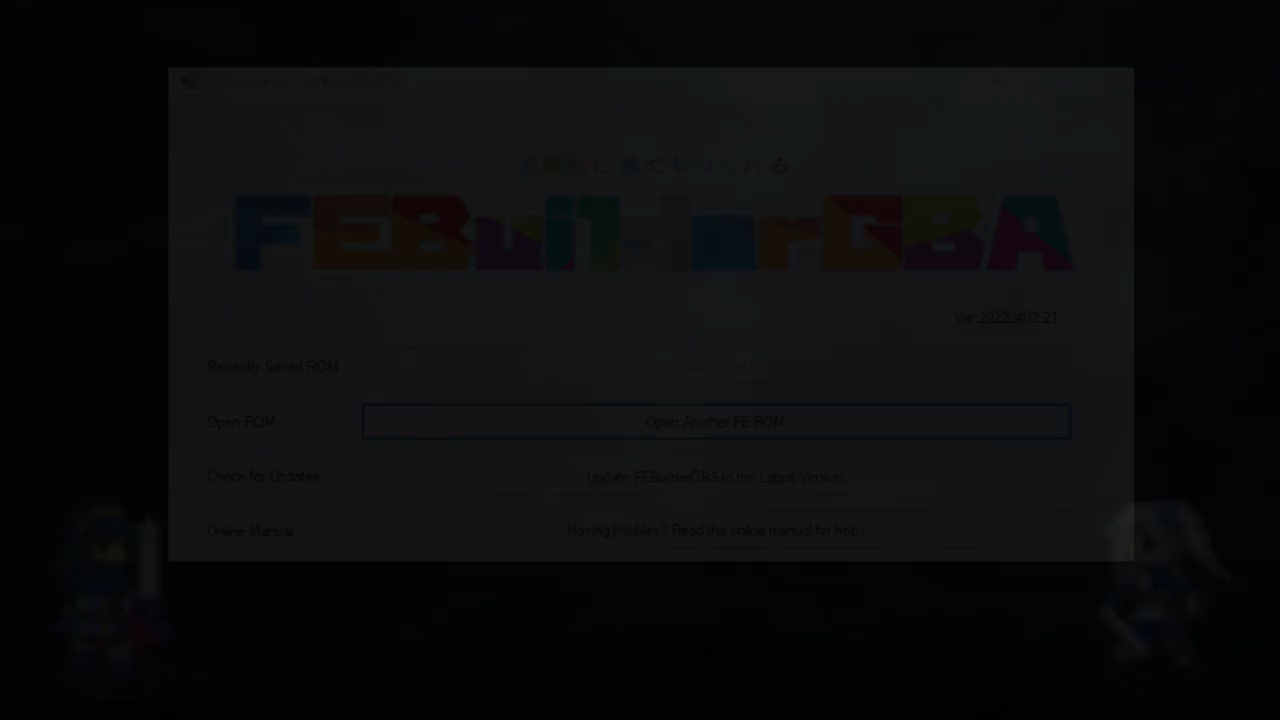 FEBuilderGBA
Ver:20220402.21
Recently Saved ROM
Open ROM
Open Another FE ROM
Check for Updates
Update FEBuilderGBA to the Latest Version
Online Manual
Having troubles? Read the online manual for help!